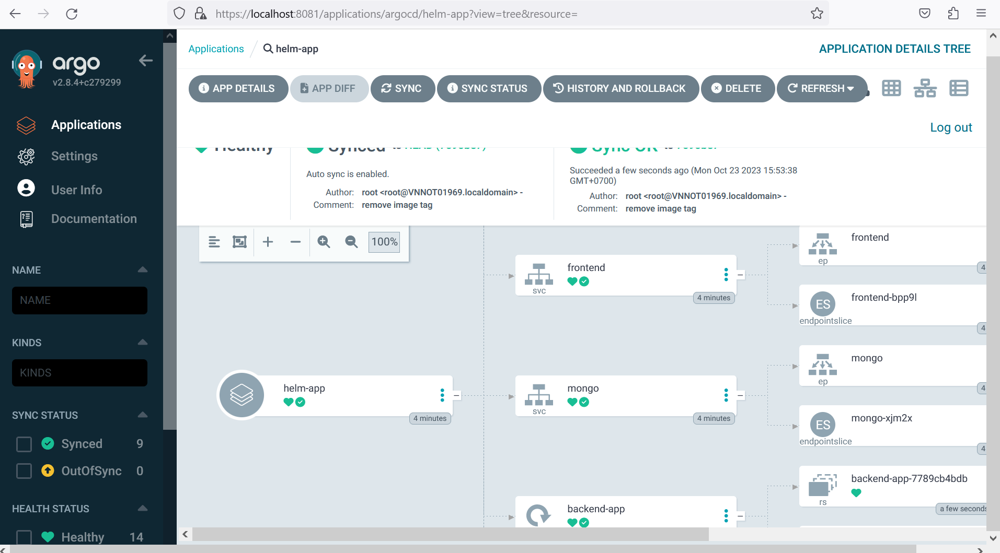 https://localhost:8081/applications/argocd/helm-app?view=tree&resource=
argo
v2.8.4+c279299
Applications
Settings
User Info
Documentation
NAME
NAME
KINDS
KINDS
SYNC STATUS
Synced 9
OutOfSync 0
HEALTH STATUS
Healthy 14
Applications / helm-app
APPLICATION DETAILS TREE
APP DETAILS
APP DIFF
SYNC
SYNC STATUS
HISTORY AND ROLLBACK
DELETE
REFRESH
Log out
Healthy
Synced
Auto sync is enabled.
Author: root <root@VNNOT01969.localdomain> -
Comment: remove image tag
Sync OK
Succeeded a few seconds ago (Mon Oct 23 2023 15:53:38
GMT+0700)
Author: root <root@VNNOT01969.localdomain> -
Comment: remove image tag
100%
helm-app
4 minutes
frontend
svc
4 minutes
mongo
svc
4 minutes
backend-app
frontend
ep
4
frontend-bpp9l
ES
endpointslice
4
mongo
ep
4
mongo-xjm2x
ES
endpointslice
4
backend-app-7789cb4bdb
rs
a few seconds